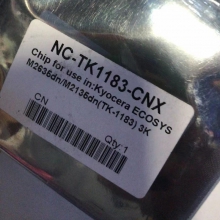 NC-TK1183-CNX
Chip for use in:Kyocera ECOSYS
M2635dn/M2135dn(TK-1183) 3K
CN
Qty:1